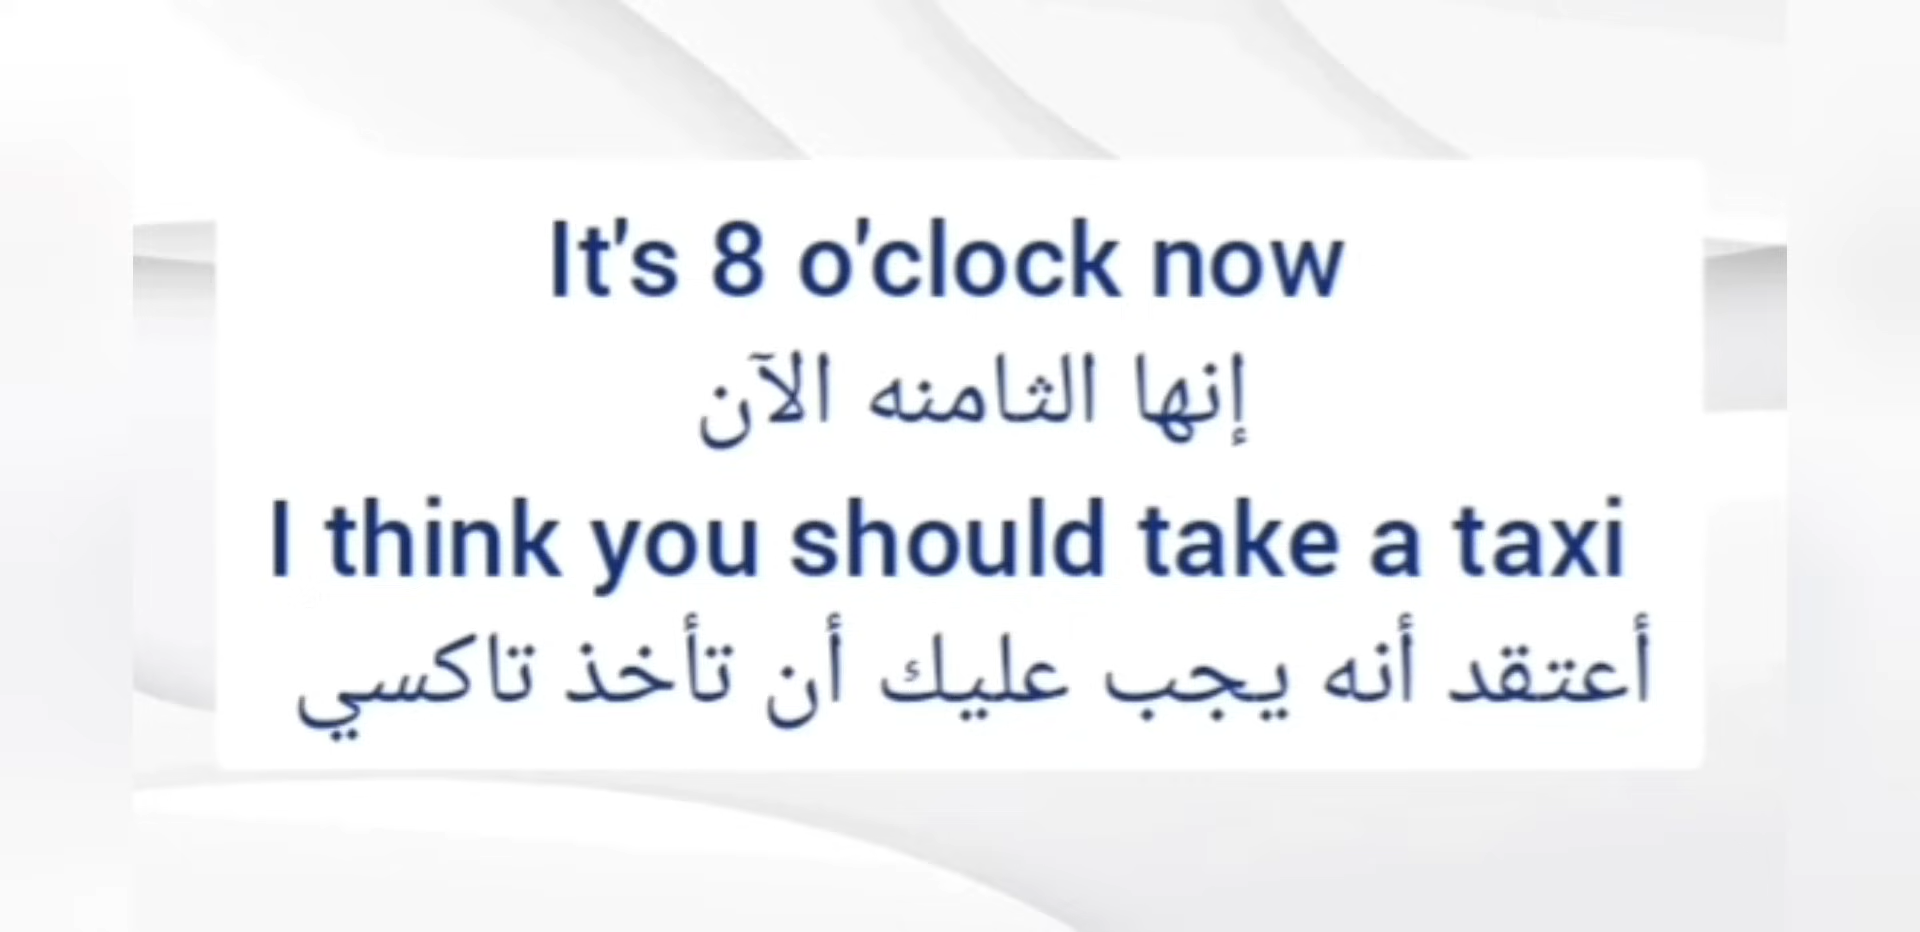 It's 8 o'clock now
إنها الثامنه الآن
I think you should take a taxi
أعتقد أنه يجب عليك أن تأخذ تاكسي